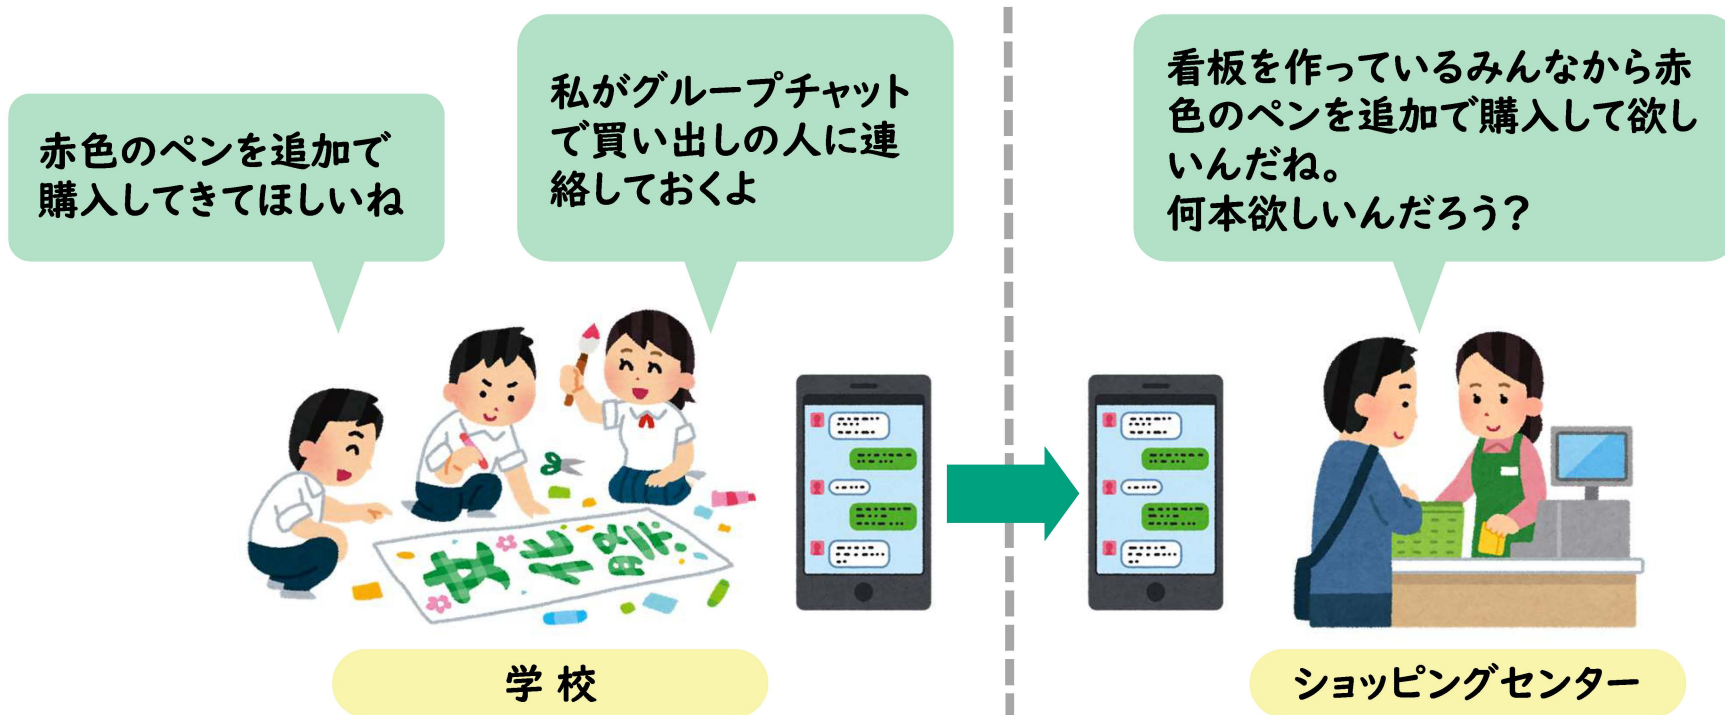 赤色のペンを追加で
購入してきてほしいね
私がグループチャット
で買い出しの人に連
絡しておくよ
看板を作っているみんなから赤
色のペンを追加で購入して欲し
いんだね。
何本欲しいんだろう?
文化祭
学校
ショッピングセンター